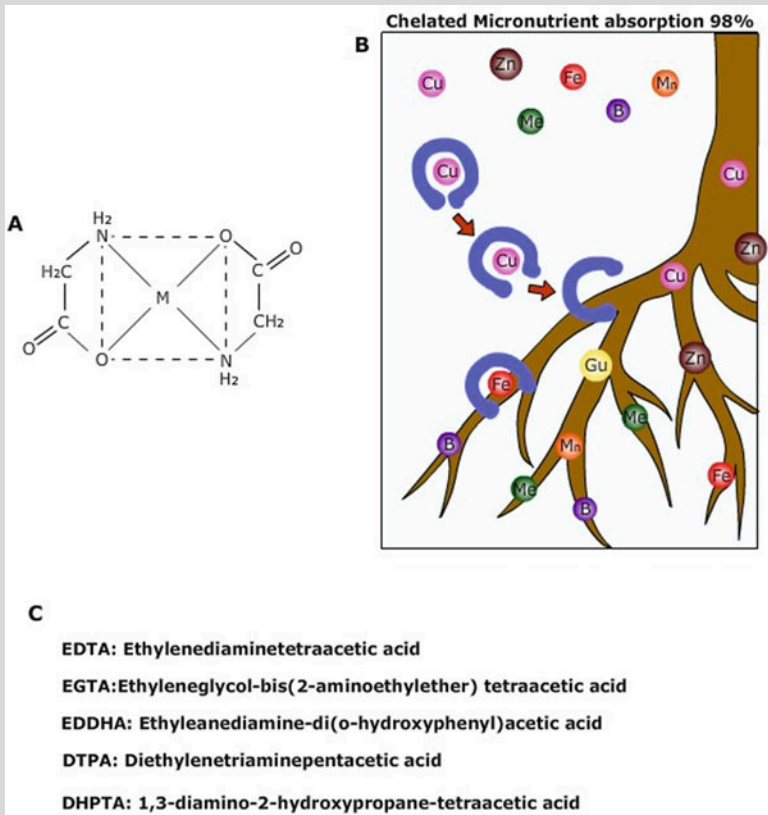 Chelated Micronutrient absorption 98%
B
Cu
Zn
Fe
Mn
Me
B
Cu
Cu
Cu
Zn
Cu
Gu
Zn
Fe
Me
B
Mn
Me
Fe
B
A
H₂
N
O
O
H₂C
C
M
C
CH₂
O
O
N
H₂
C
EDTA: Ethylenediaminetetraacetic acid
EGTA:Ethyleneglycol-bis(2-aminoethylether) tetraacetic acid
EDDHA: Ethyleanediamine-di(o-hydroxyphenyl)acetic acid
DTPA: Diethylenetriaminepentacetic acid
DHPTA: 1,3-diamino-2-hydroxypropane-tetraacetic acid